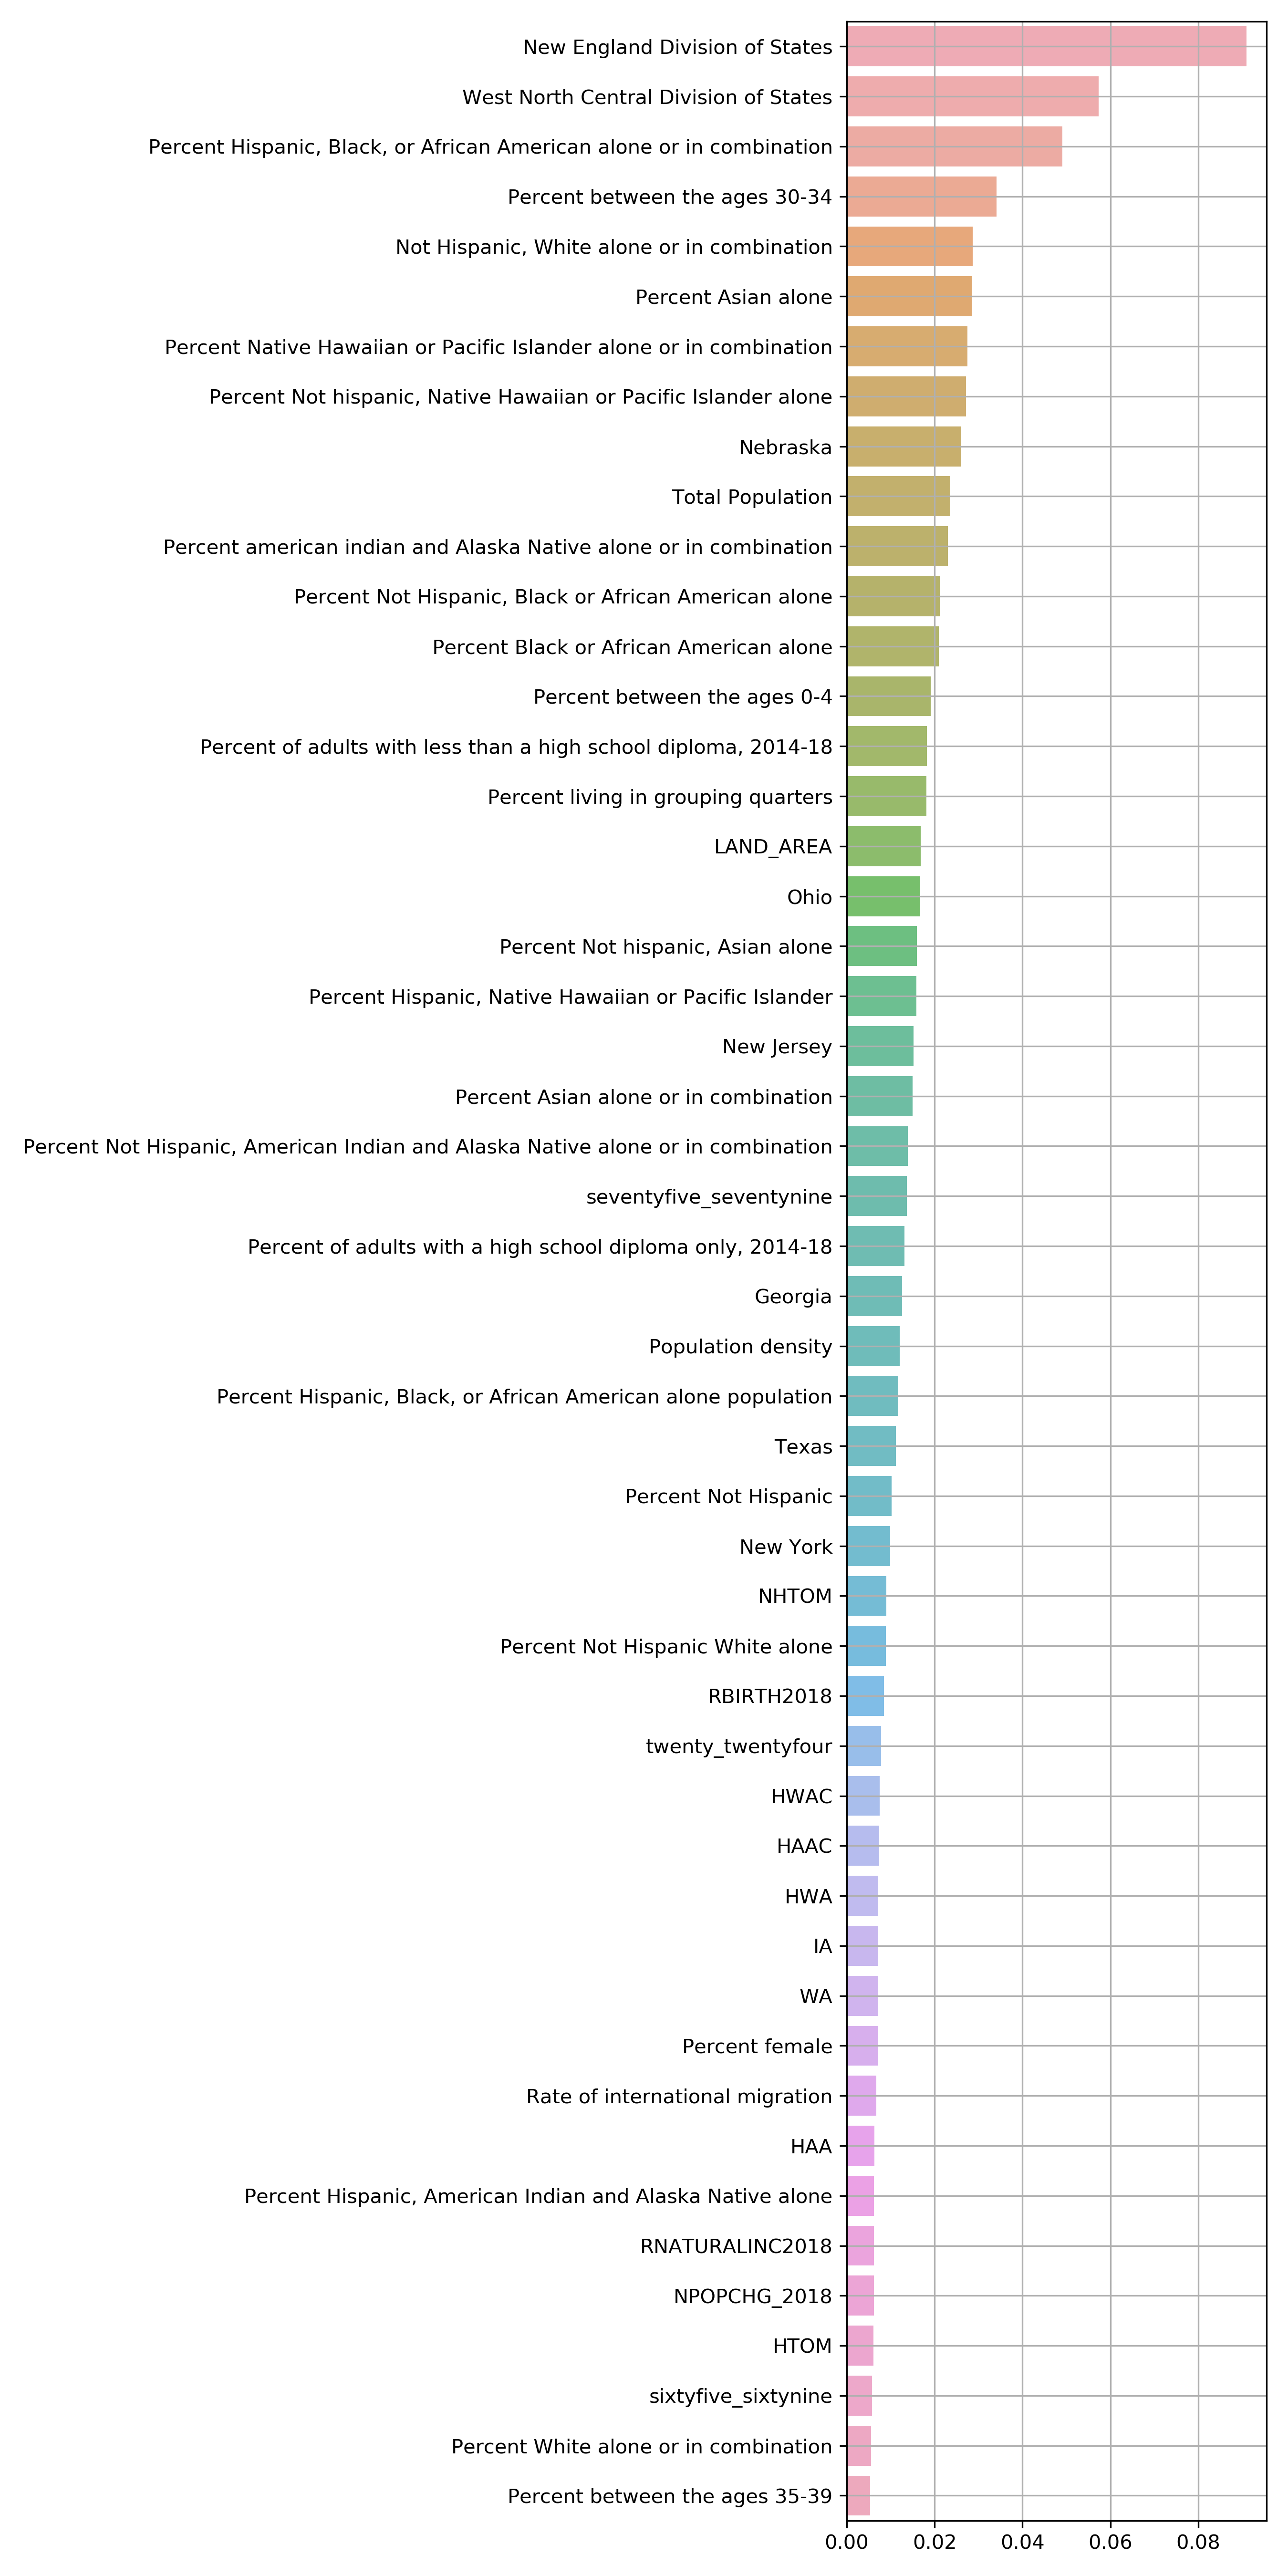 New England Division of States
West North Central Division of States
Percent Hispanic, Black, or African American alone or in combination
Percent between the ages 30-34
Not Hispanic, White alone or in combination
Percent Asian alone
Percent Native Hawaiian or Pacific Islander alone or in combination
Percent Not hispanic, Native Hawaiian or Pacific Islander alone
Nebraska
Total Population
Percent american indian and Alaska Native alone or in combination
Percent Not Hispanic, Black or African American alone
Percent Black or African American alone
Percent between the ages 0-4
Percent of adults with less than a high school diploma, 2014-18
Percent living in grouping quarters
LAND_AREA
Ohio
Percent Not hispanic, Asian alone
Percent Hispanic, Native Hawaiian or Pacific Islander
New Jersey
Percent Asian alone or in combination
Percent Not Hispanic, American Indian and Alaska Native alone or in combination
seventyfive_seventynine
Percent of adults with a high school diploma only, 2014-18
Georgia
Population density
Percent Hispanic, Black, or African American alone population
Texas
Percent Not Hispanic
New York
NHTOM
Percent Not Hispanic White alone
RBIRTH2018
twenty_twentyfour
HWAC
HAAC
HWA
IA
WA
Percent female
Rate of international migration
HAA
Percent Hispanic, American Indian and Alaska Native alone
RNATURALINC2018
NPOPCHG_2018
HTOM
sixtyfive_sixtynine
Percent White alone or in combination
Percent between the ages 35-39
0.00 0.02 0.04 0.06 0.08